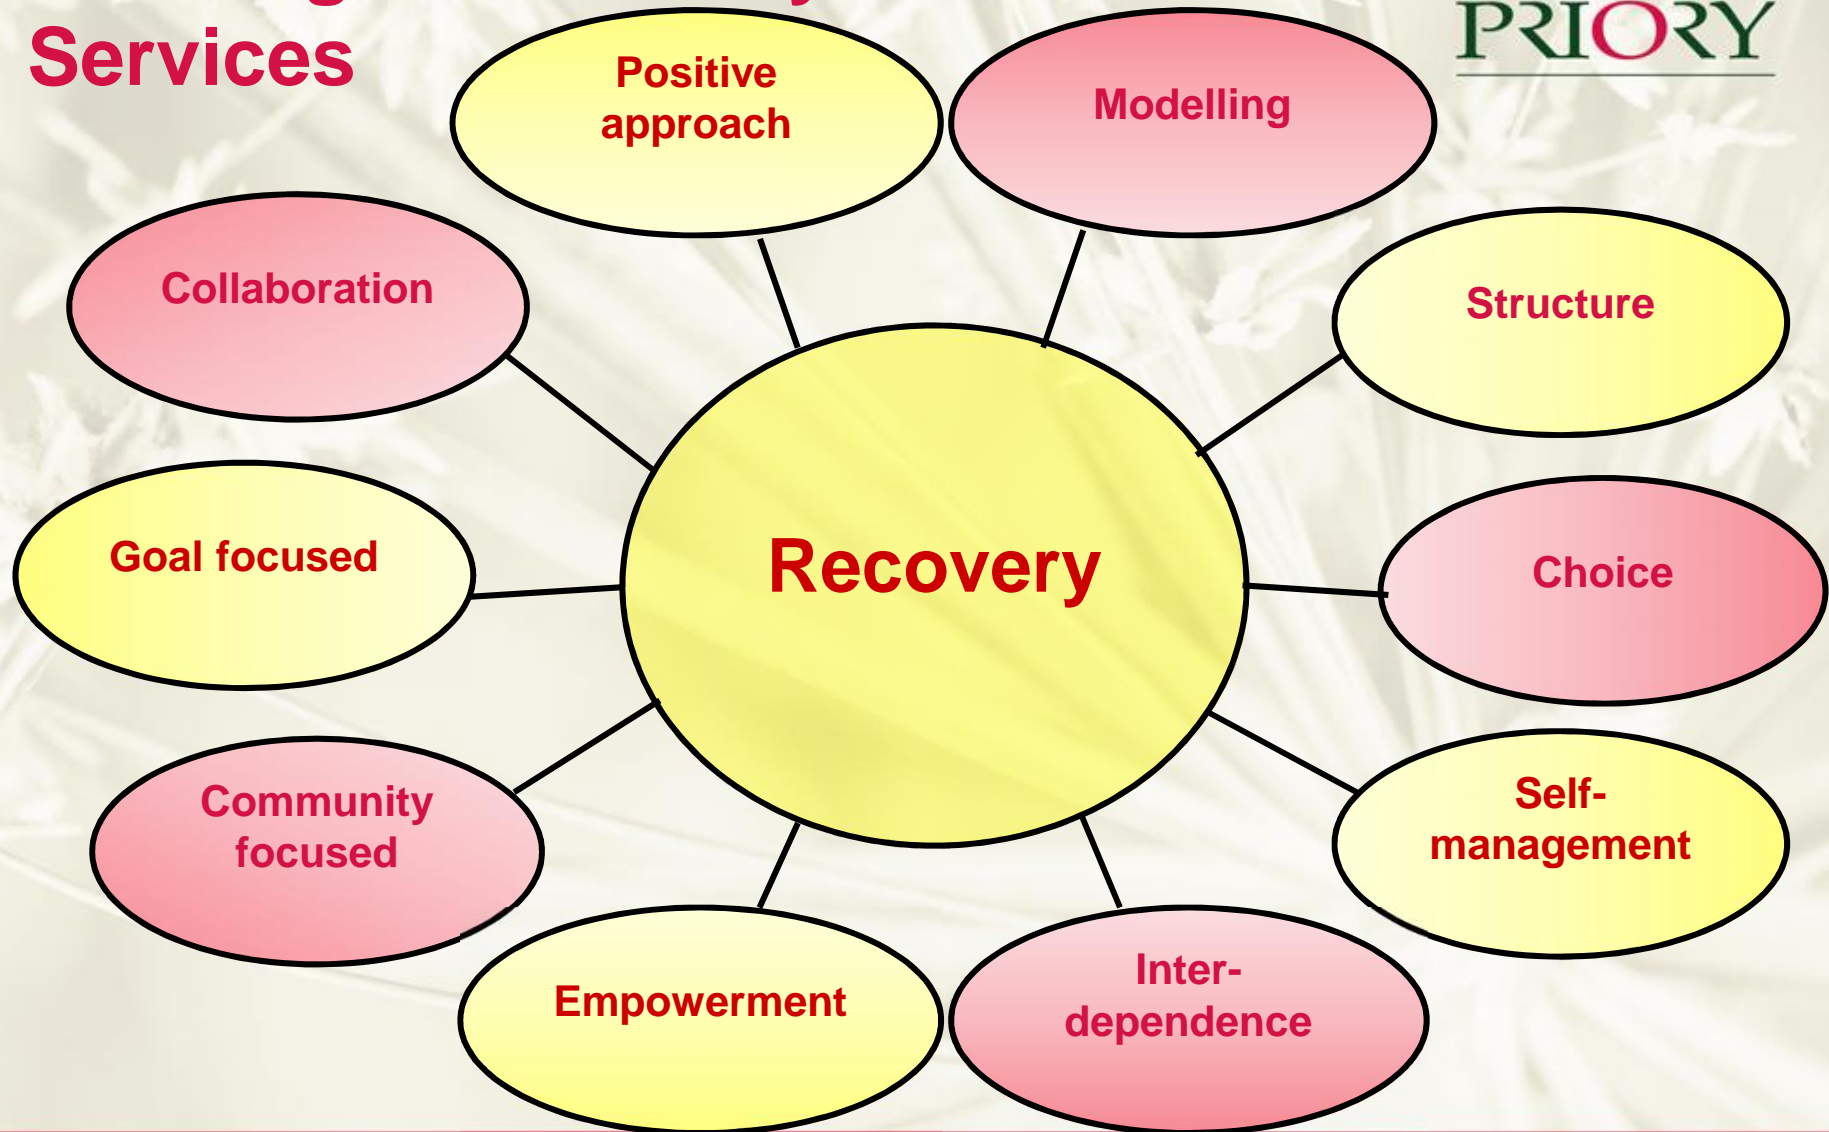 Services
PRIORY
Positive
approach
Modelling
Collaboration
Structure
Goal focused
Recovery
Choice
Community
focused
Self-
management
Empowerment
Inter-
dependence